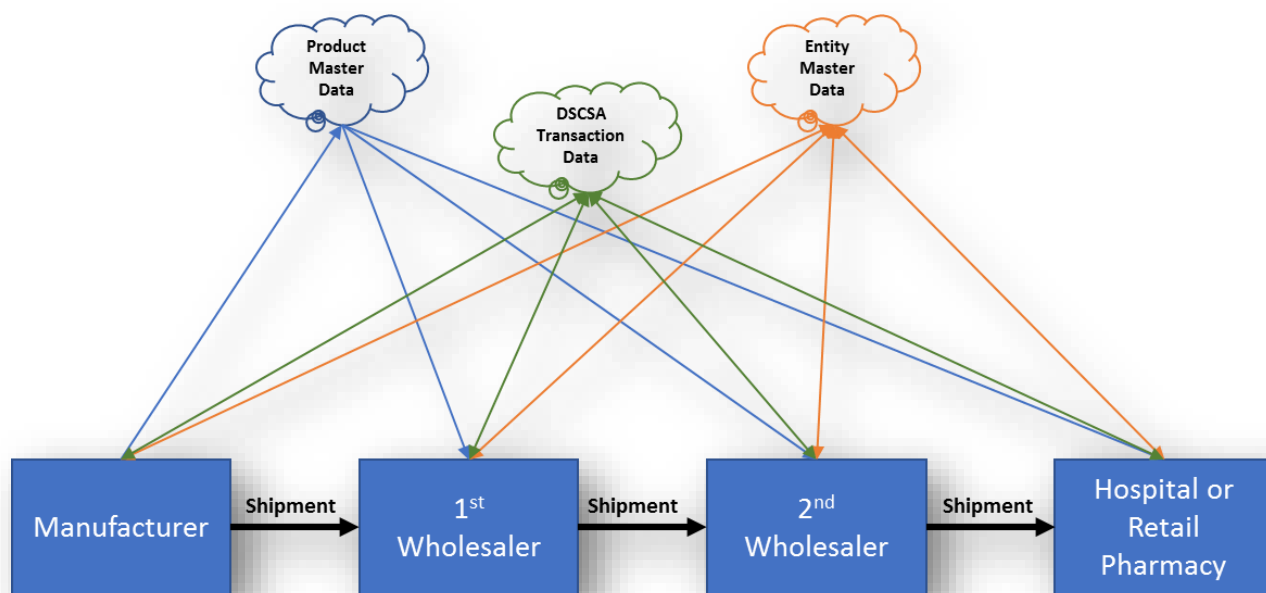 Product
Master
Data
Entity
Master
Data
DSCSA
Transaction
Data
Manufacturer
Shipment
1st
Wholesaler
Shipment
2nd
Wholesaler
Shipment
Hospital or
Retail
Pharmacy